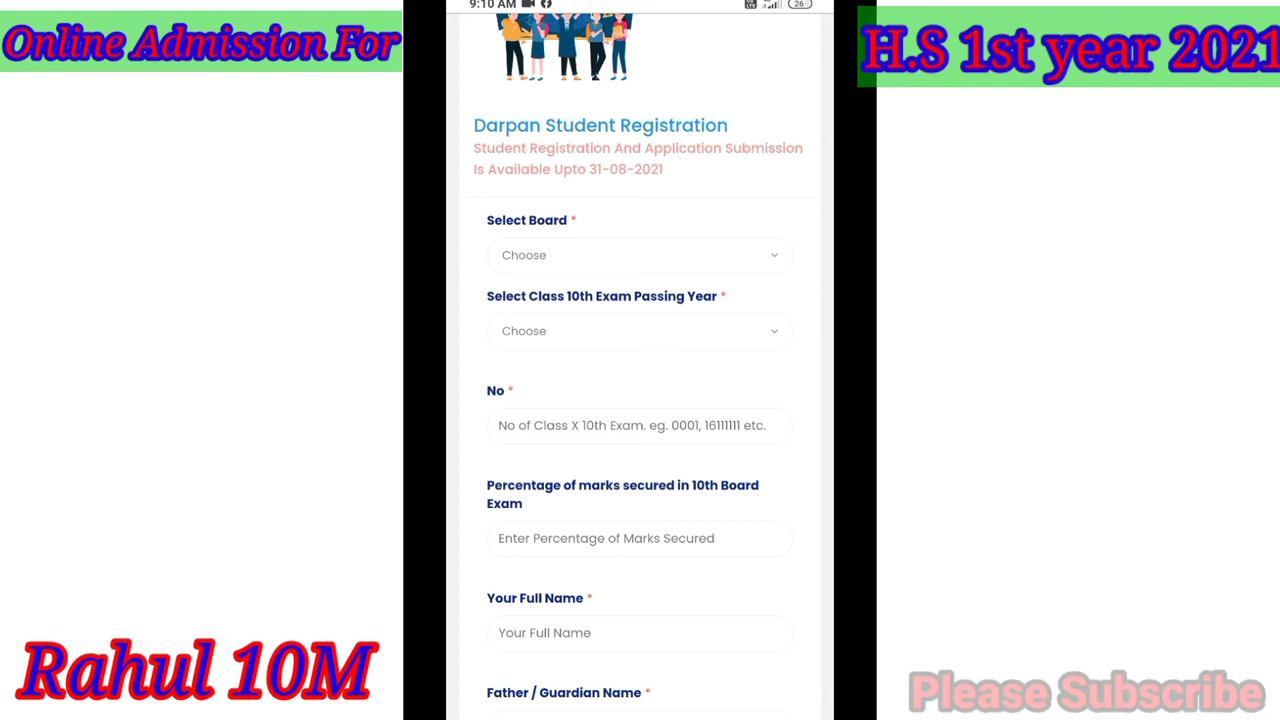 Online Admission For
H.S 1st year 2021
9:10 AM
26
Darpan Student Registration
Student Registration And Application Submission
Is Available Upto 31-08-2021
Select Board *
Choose
Select Class 10th Exam Passing Year *
Choose
No *
No of Class X 10th Exam. eg. 0001, 16111111 etc.
Percentage of marks secured in 10th Board
Exam
Enter Percentage of Marks Secured
Your Full Name *
Your Full Name
Father / Guardian Name *
Rahul 10M
Please Subscribe